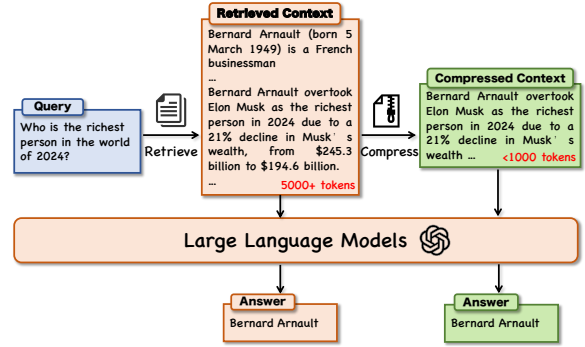 Query
Who is the richest
person in the world
of 2024?
Retrieve
Retrieved Context
Bernard Arnault (born 5
March 1949) is a French
businessman
...
Bernard Arnault overtook
Elon Musk as the richest
person in 2024 due to a
21% decline in Musk's
wealth, from $245.3
billion to $194.6 billion.
...
5000+ tokens
Compress
Compressed Context
Bernard Arnault overtook
Elon Musk as the richest
person in 2024 due to a
21% decline in Musk's
wealth ...
<1000 tokens
Large Language Models
Answer
Bernard Arnault
Answer
Bernard Arnault